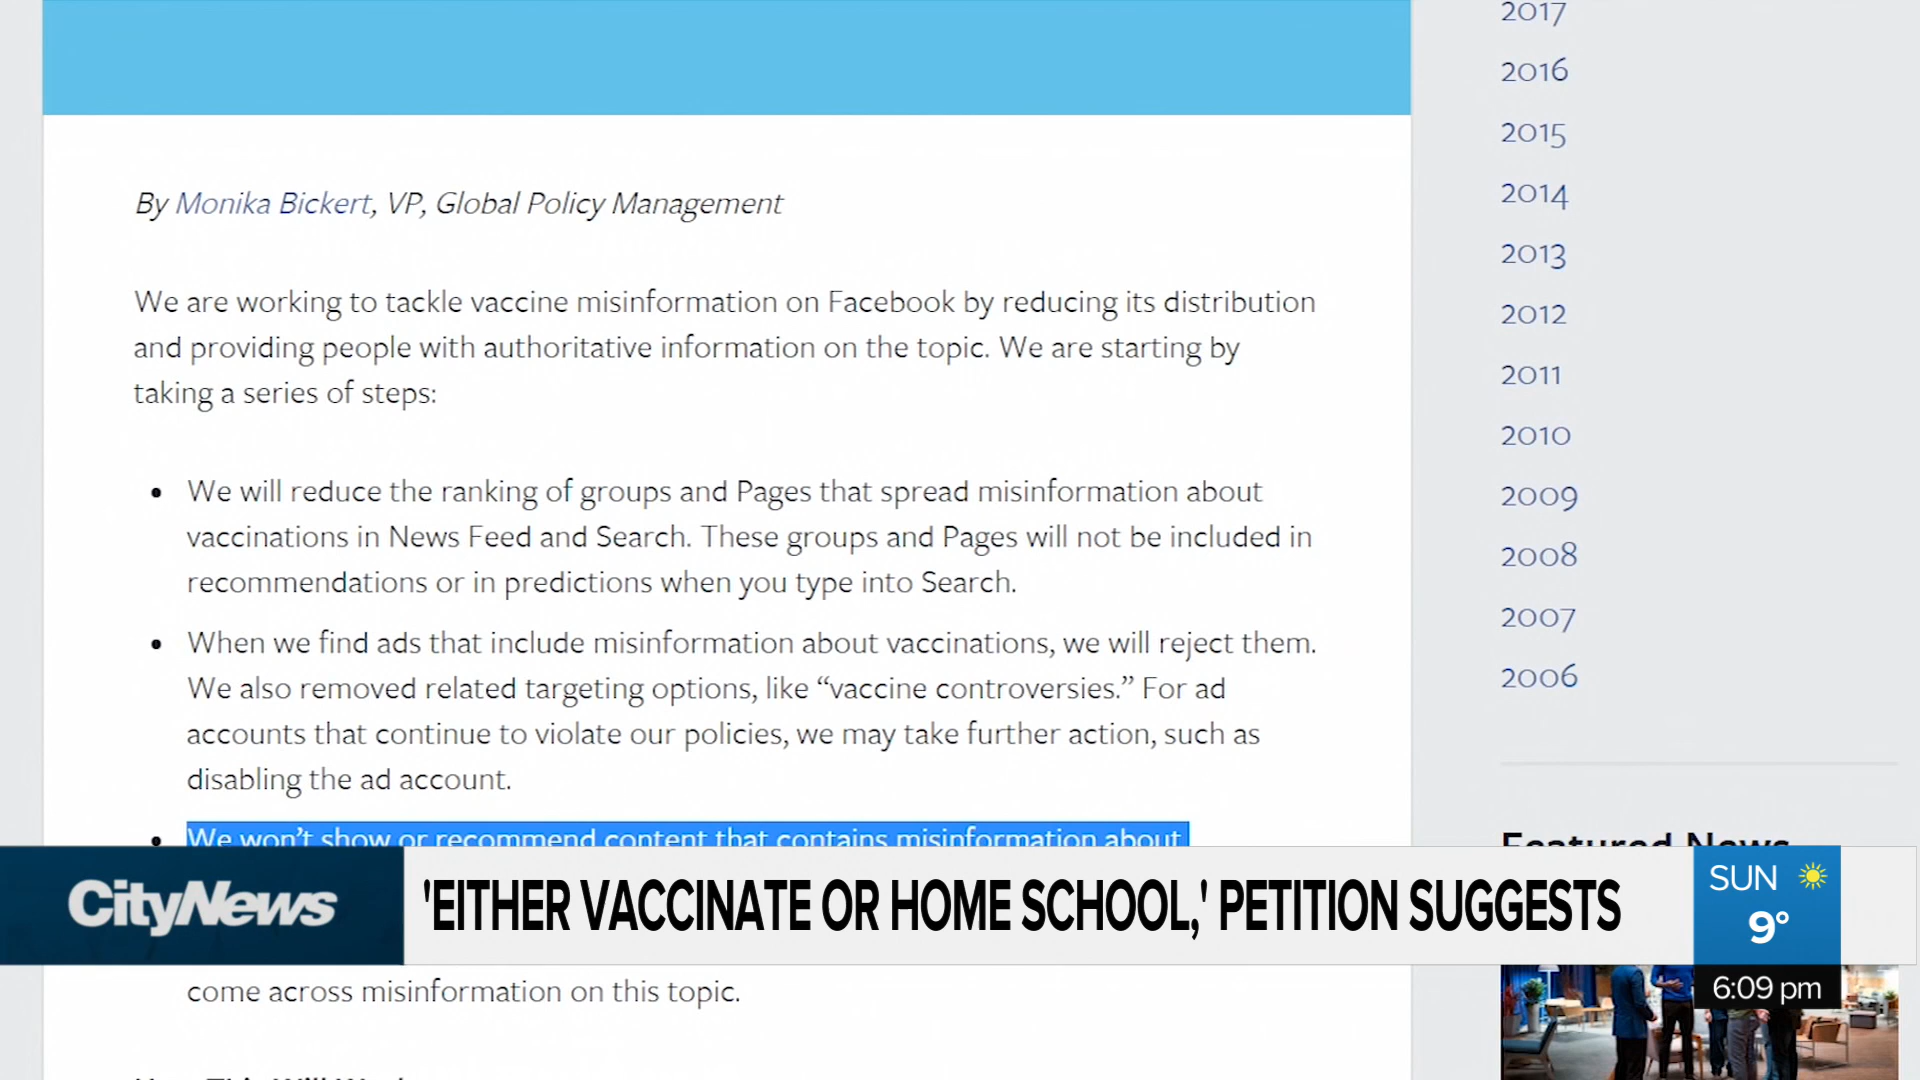 By Monika Bickert, VP, Global Policy Management
We are working to tackle vaccine misinformation on Facebook by reducing its distribution
and providing people with authoritative information on the topic. We are starting by
taking a series of steps:
• We will reduce the ranking of groups and Pages that spread misinformation about
vaccinations in News Feed and Search. These groups and Pages will not be included in
recommendations or in predictions when you type into Search.
• When we find ads that include misinformation about vaccinations, we will reject them.
We also removed related targeting options, like “vaccine controversies.” For ad
accounts that continue to violate our policies, we may take further action, such as
disabling the ad account.
• We won’t show or recommend content that contains misinformation about
come across misinformation on this topic.
2017
2016
2015
2014
2013
2012
2011
2010
2009
2008
2007
2006
Featured News
CityNews
'EITHER VACCINATE OR HOME SCHOOL,' PETITION SUGGESTS
SUN
9°
6:09 pm